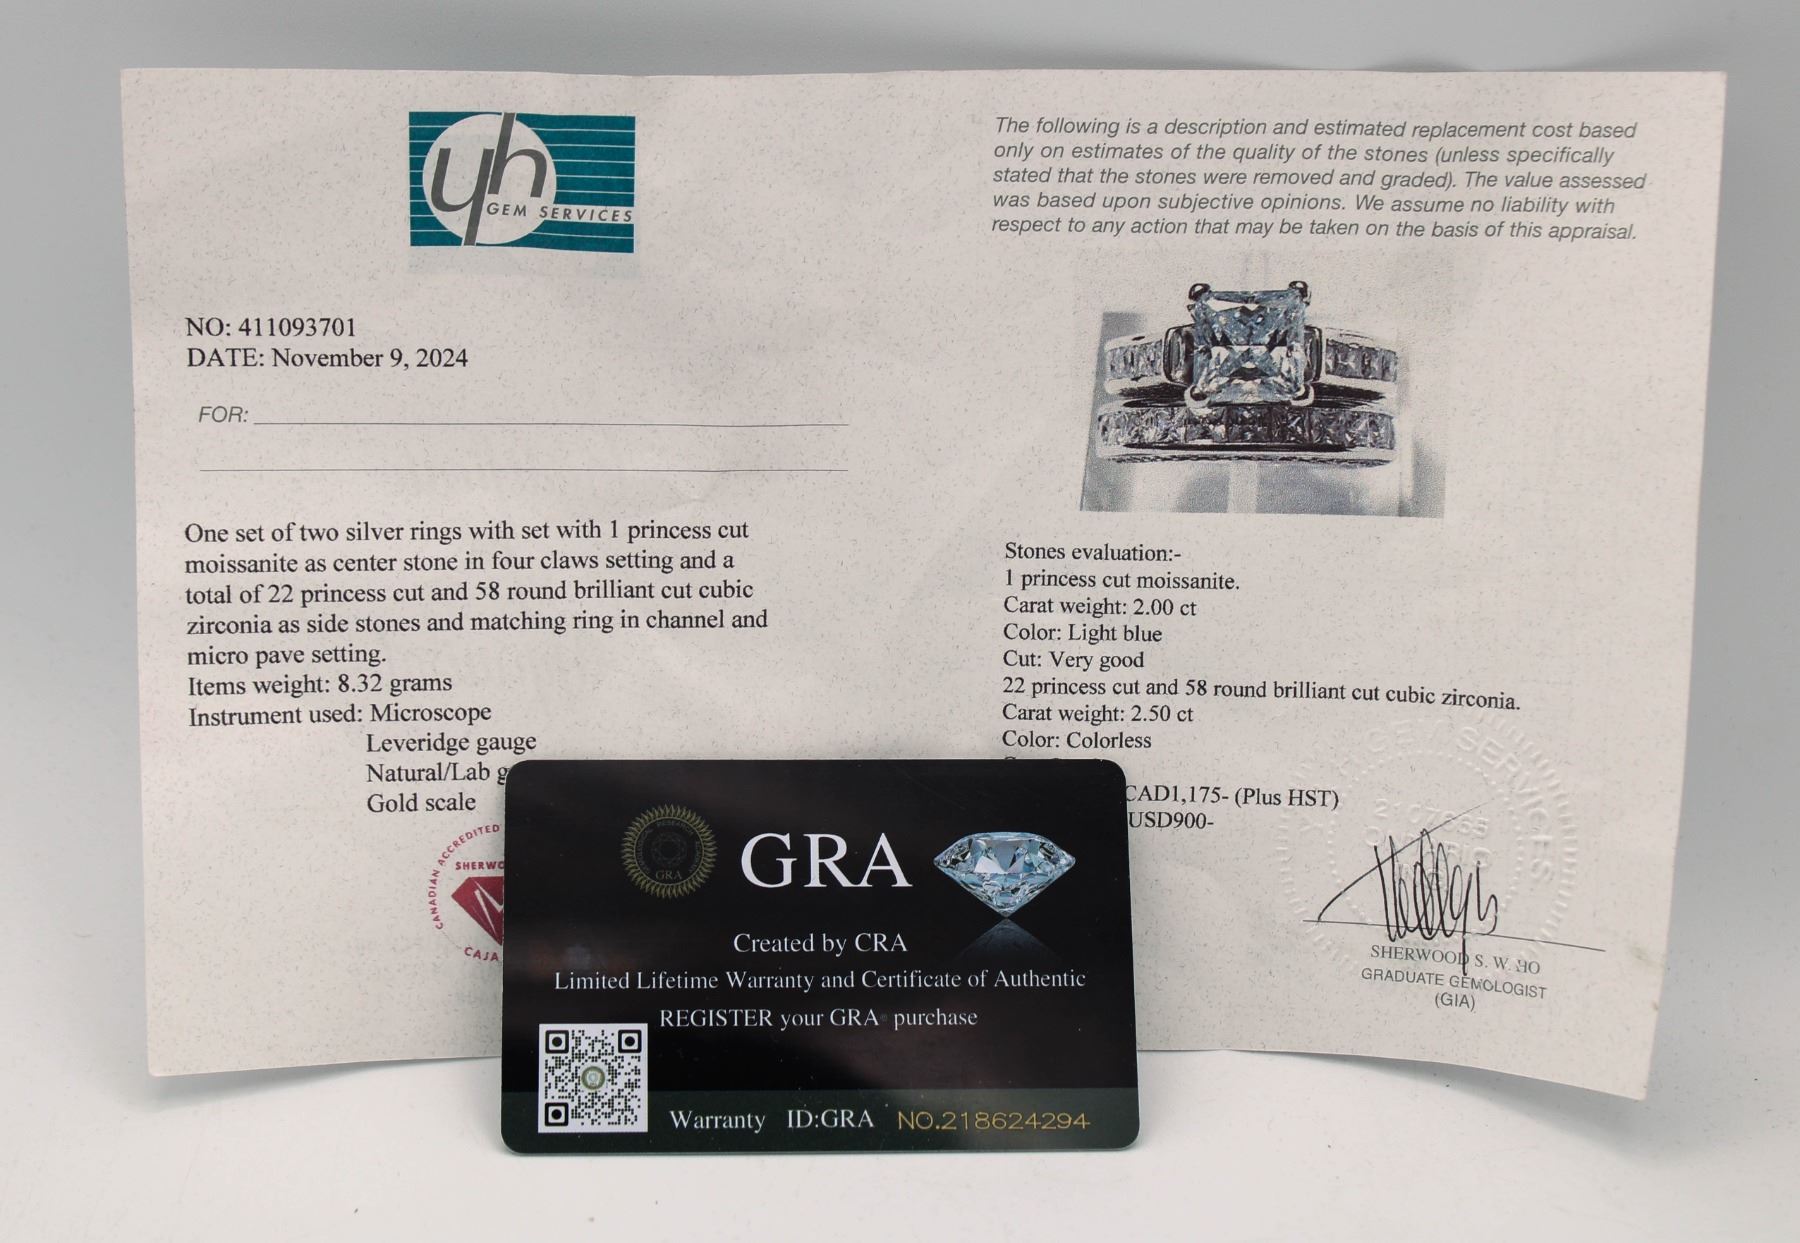 yh
GEM SERVICES
NO: 411093701
DATE: November 9, 2024
FOR:
One set of two silver rings with set with 1 princess cut
moissanite as center stone in four claws setting and a
total of 22 princess cut and 58 round brilliant cut cubic
zirconia as side stones and matching ring in channel and
micro pave setting.
Items weight: 8.32 grams
Instrument used: Microscope
Leveridge gauge
Natural/Lab
Gold scale
CANADIAN ACCREDITED
CAJA
The following is a description and estimated replacement cost based
only on estimates of the quality of the stones (unless specifically
stated that the stones were removed and graded). The value assessed
was based upon subjective opinions. We assume no liability with
respect to any action that may be taken on the basis of this appraisal.
Stones evaluation:-
1 princess cut moissanite.
Carat weight: 2.00 ct
Color: Light blue
Cut: Very good
22 princess cut and 58 round brilliant cut cubic zirconia.
Carat weight: 2.50 ct
Color: Colorless
CAD1,175- (Plus HST)
USD900-
GEM SERVICES
SHERWOOD S. W. HO
GRADUATE GEMOLOGIST
(GIA)
GRA
GRA
Created by CRA
Limited Lifetime Warranty and Certificate of Authentic
REGISTER your GRA® purchase
Warranty ID:GRA NO.218624294